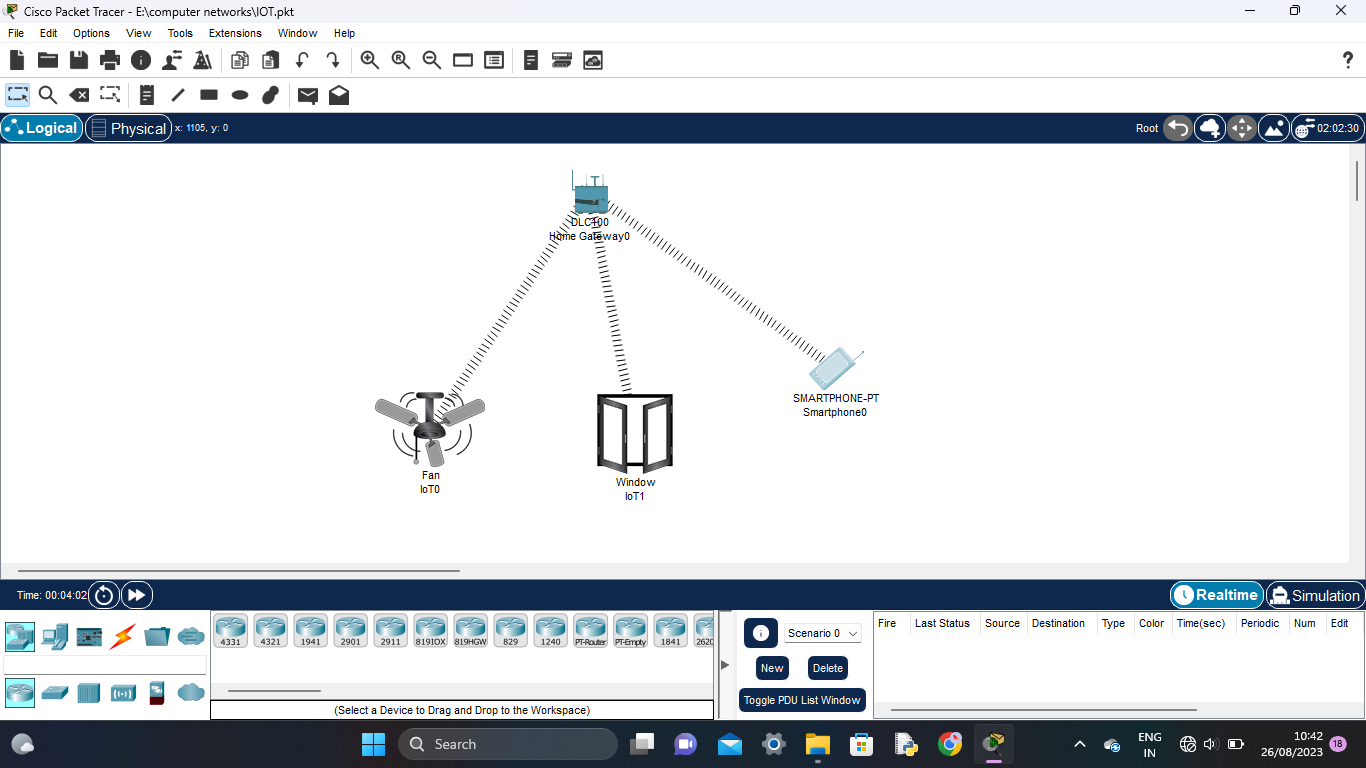 Cisco Packet Tracer - E:\computer networks\IOT.pkt
File Edit Options View Tools Extensions Window Help
Logical Physical x: 1105, y: 0 Root 02:02:30
DLC100
Home Gateway0
SMARTPHONE-PT
Smartphone0
Fan
IoT0
Window
IoT1
Time: 00:04:02 Realtime Simulation
4331 4321 1941 2901 2911 819IOX 819HGW 829 1240 PT-Router PT-Empty 1841 2620
(Select a Device to Drag and Drop to the Workspace)
Scenario 0
New Delete
Toggle PDU List Window
Fire Last Status Source Destination Type Color Time(sec) Periodic Num Edit
Search
ENG
IN
10:42
26/08/2023
18